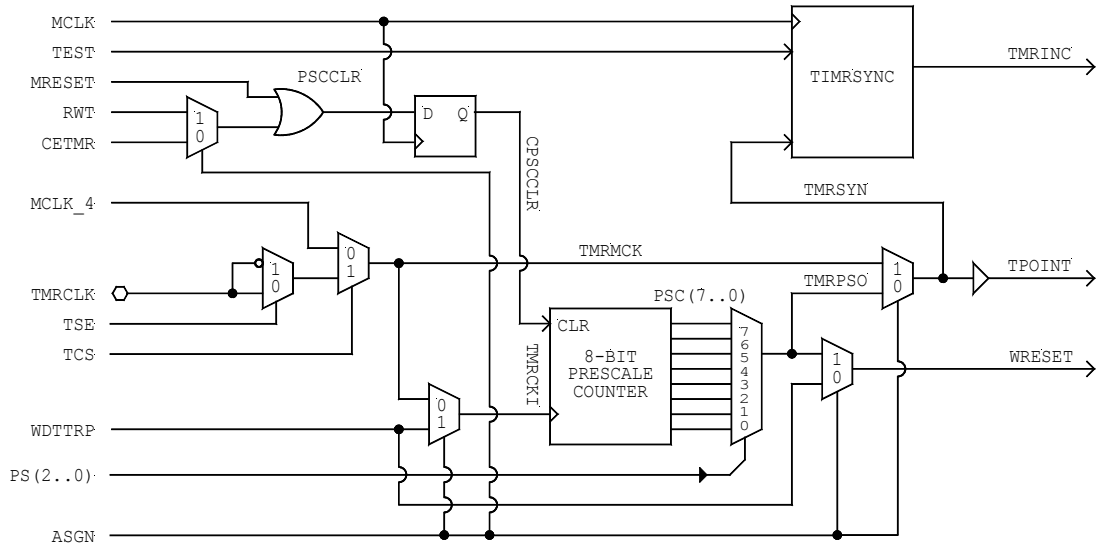 MCLK
TEST
TMRINC
MRESET
PSCCLR
TIMRSYNC
RWT
1
D Q
0
CETMR
CPSCCLR
TMRSYN
MCLK_4
0
TMRMCK
1
1
1
TPOINT
0
TMRPSO
0
TMRCLK
PSC(7..0)
TSE
CLR
7
TCS
TMRCKI
8-BIT
PRESCALE
COUNTER
6
5
4
3
2
1
0
1
0
WRESET
0
1
WDTTRP
PS(2..0)
ASGN